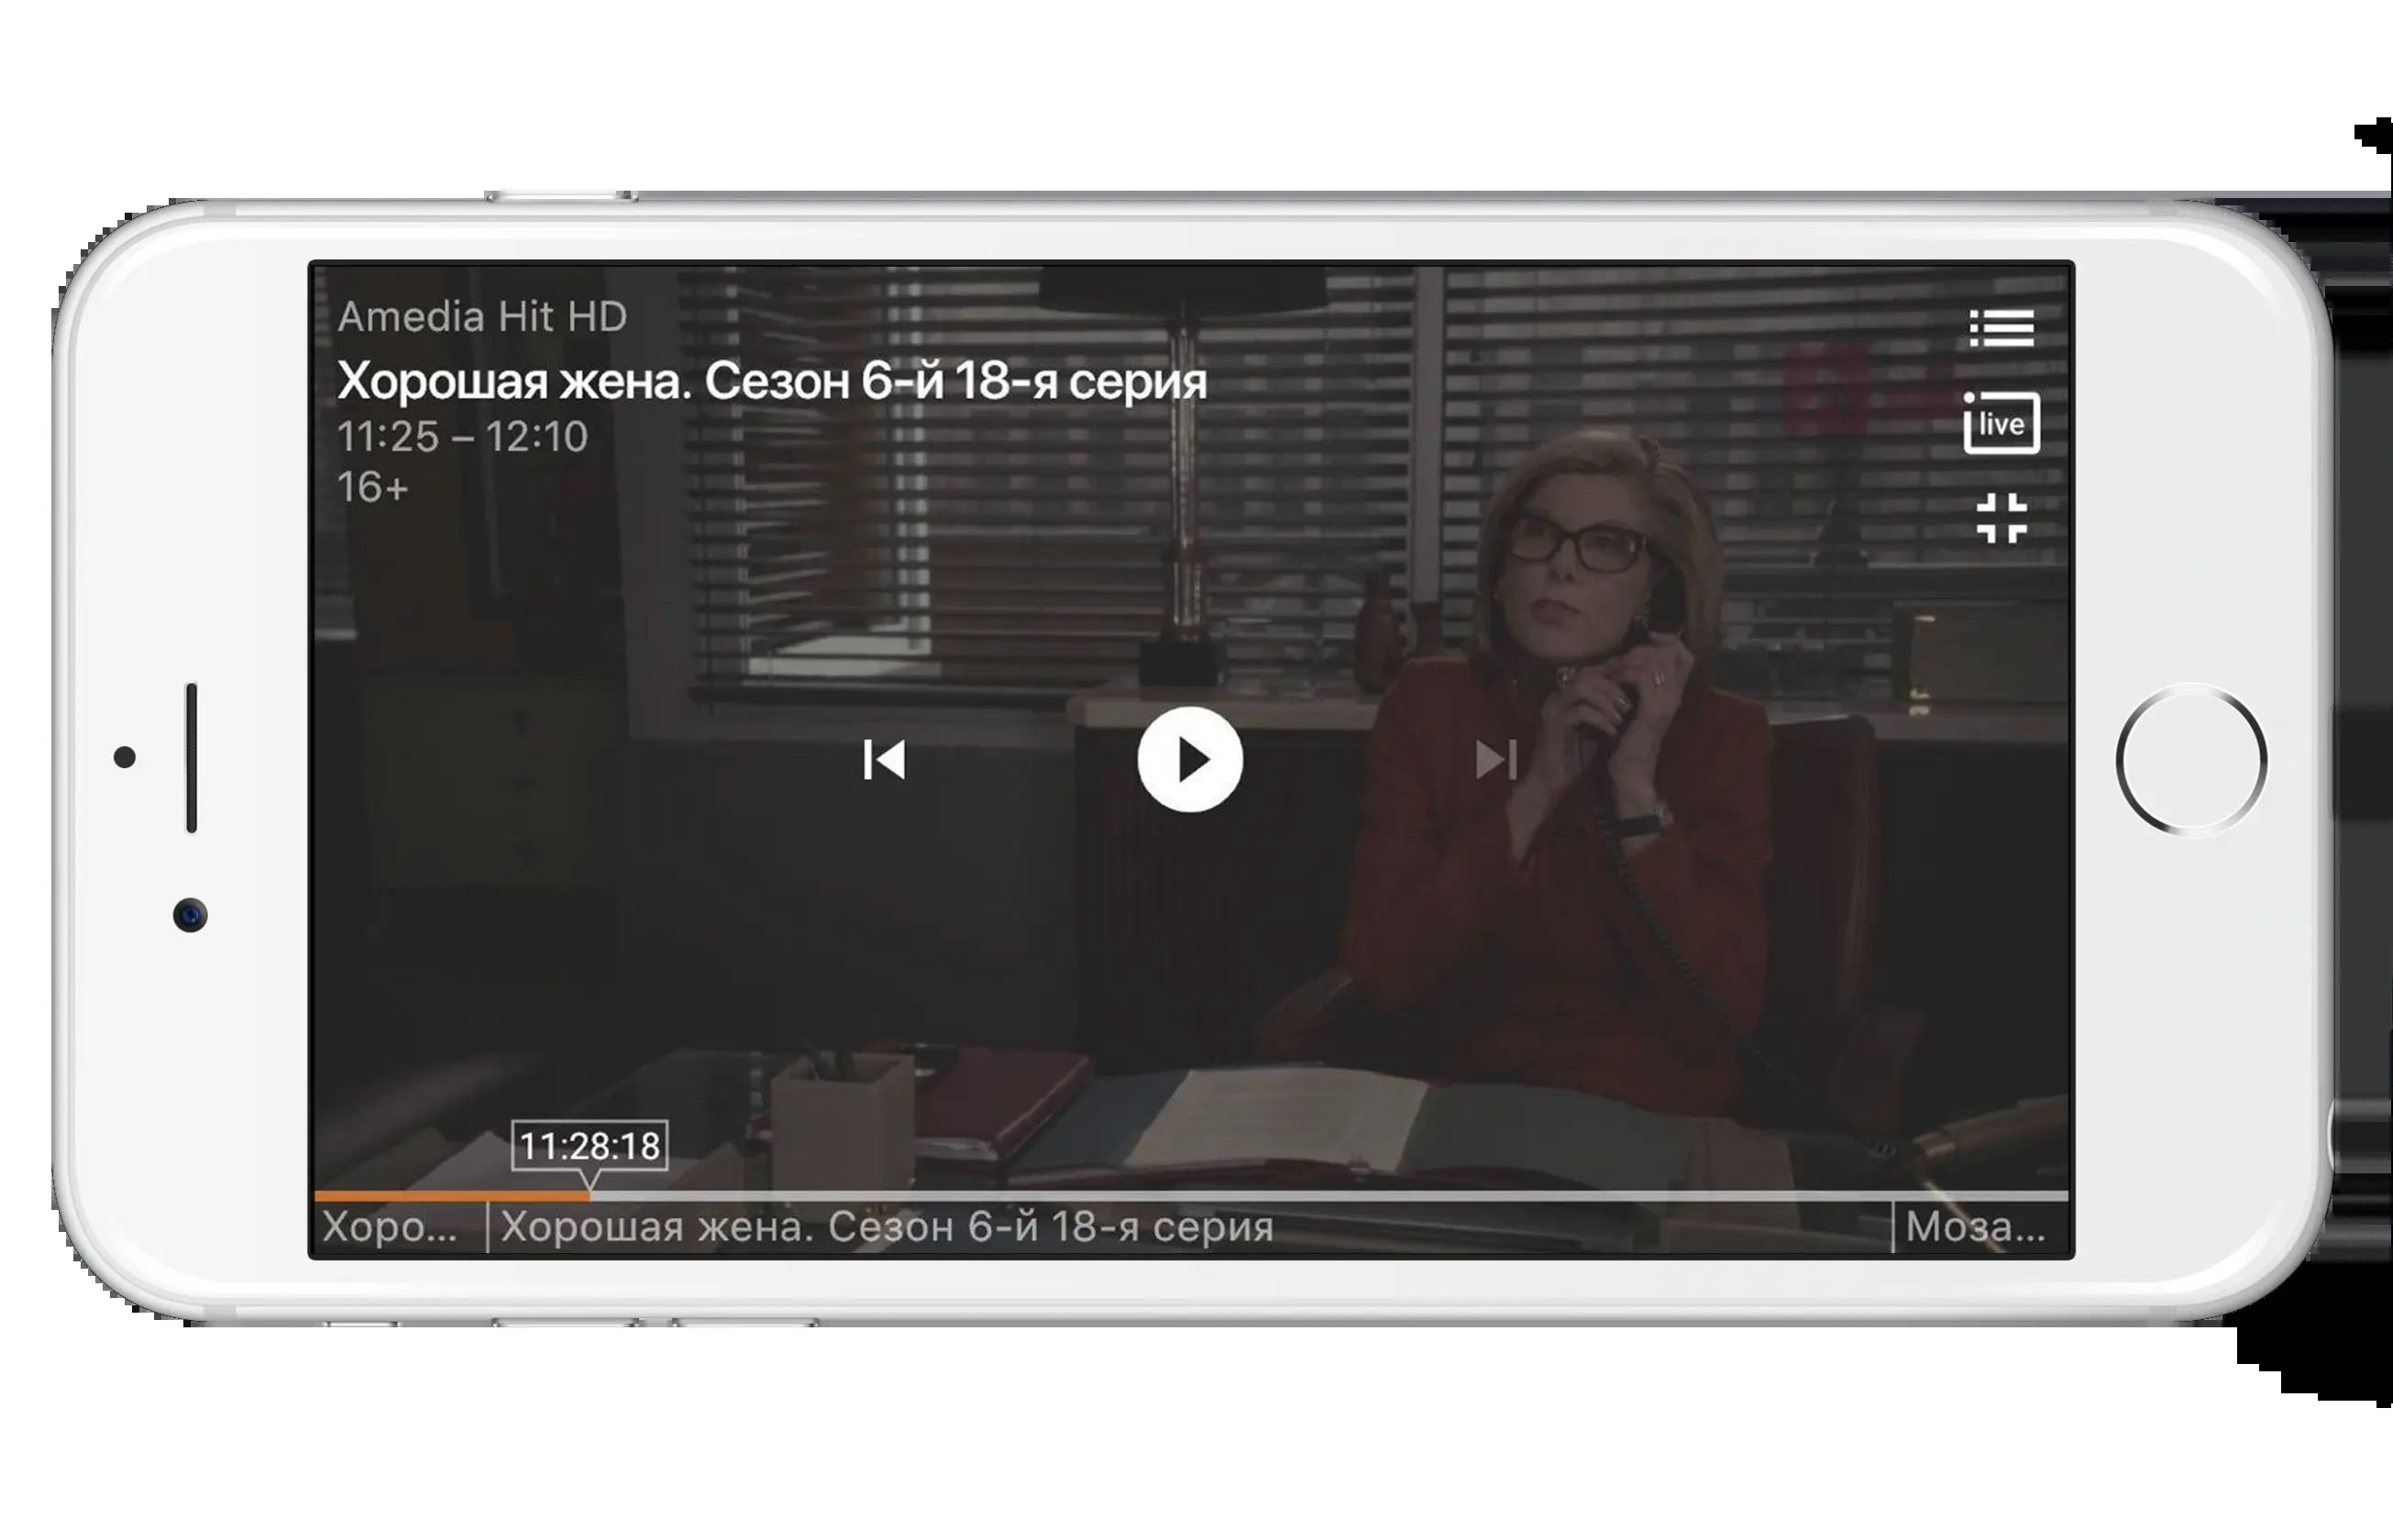 Amedia Hit HD
Хорошая жена. Сезон 6-й 18-я серия
11:25 – 12:10
16+
live
11:28:18
Хоро... Хорошая жена. Сезон 6-й 18-я серия Моза...